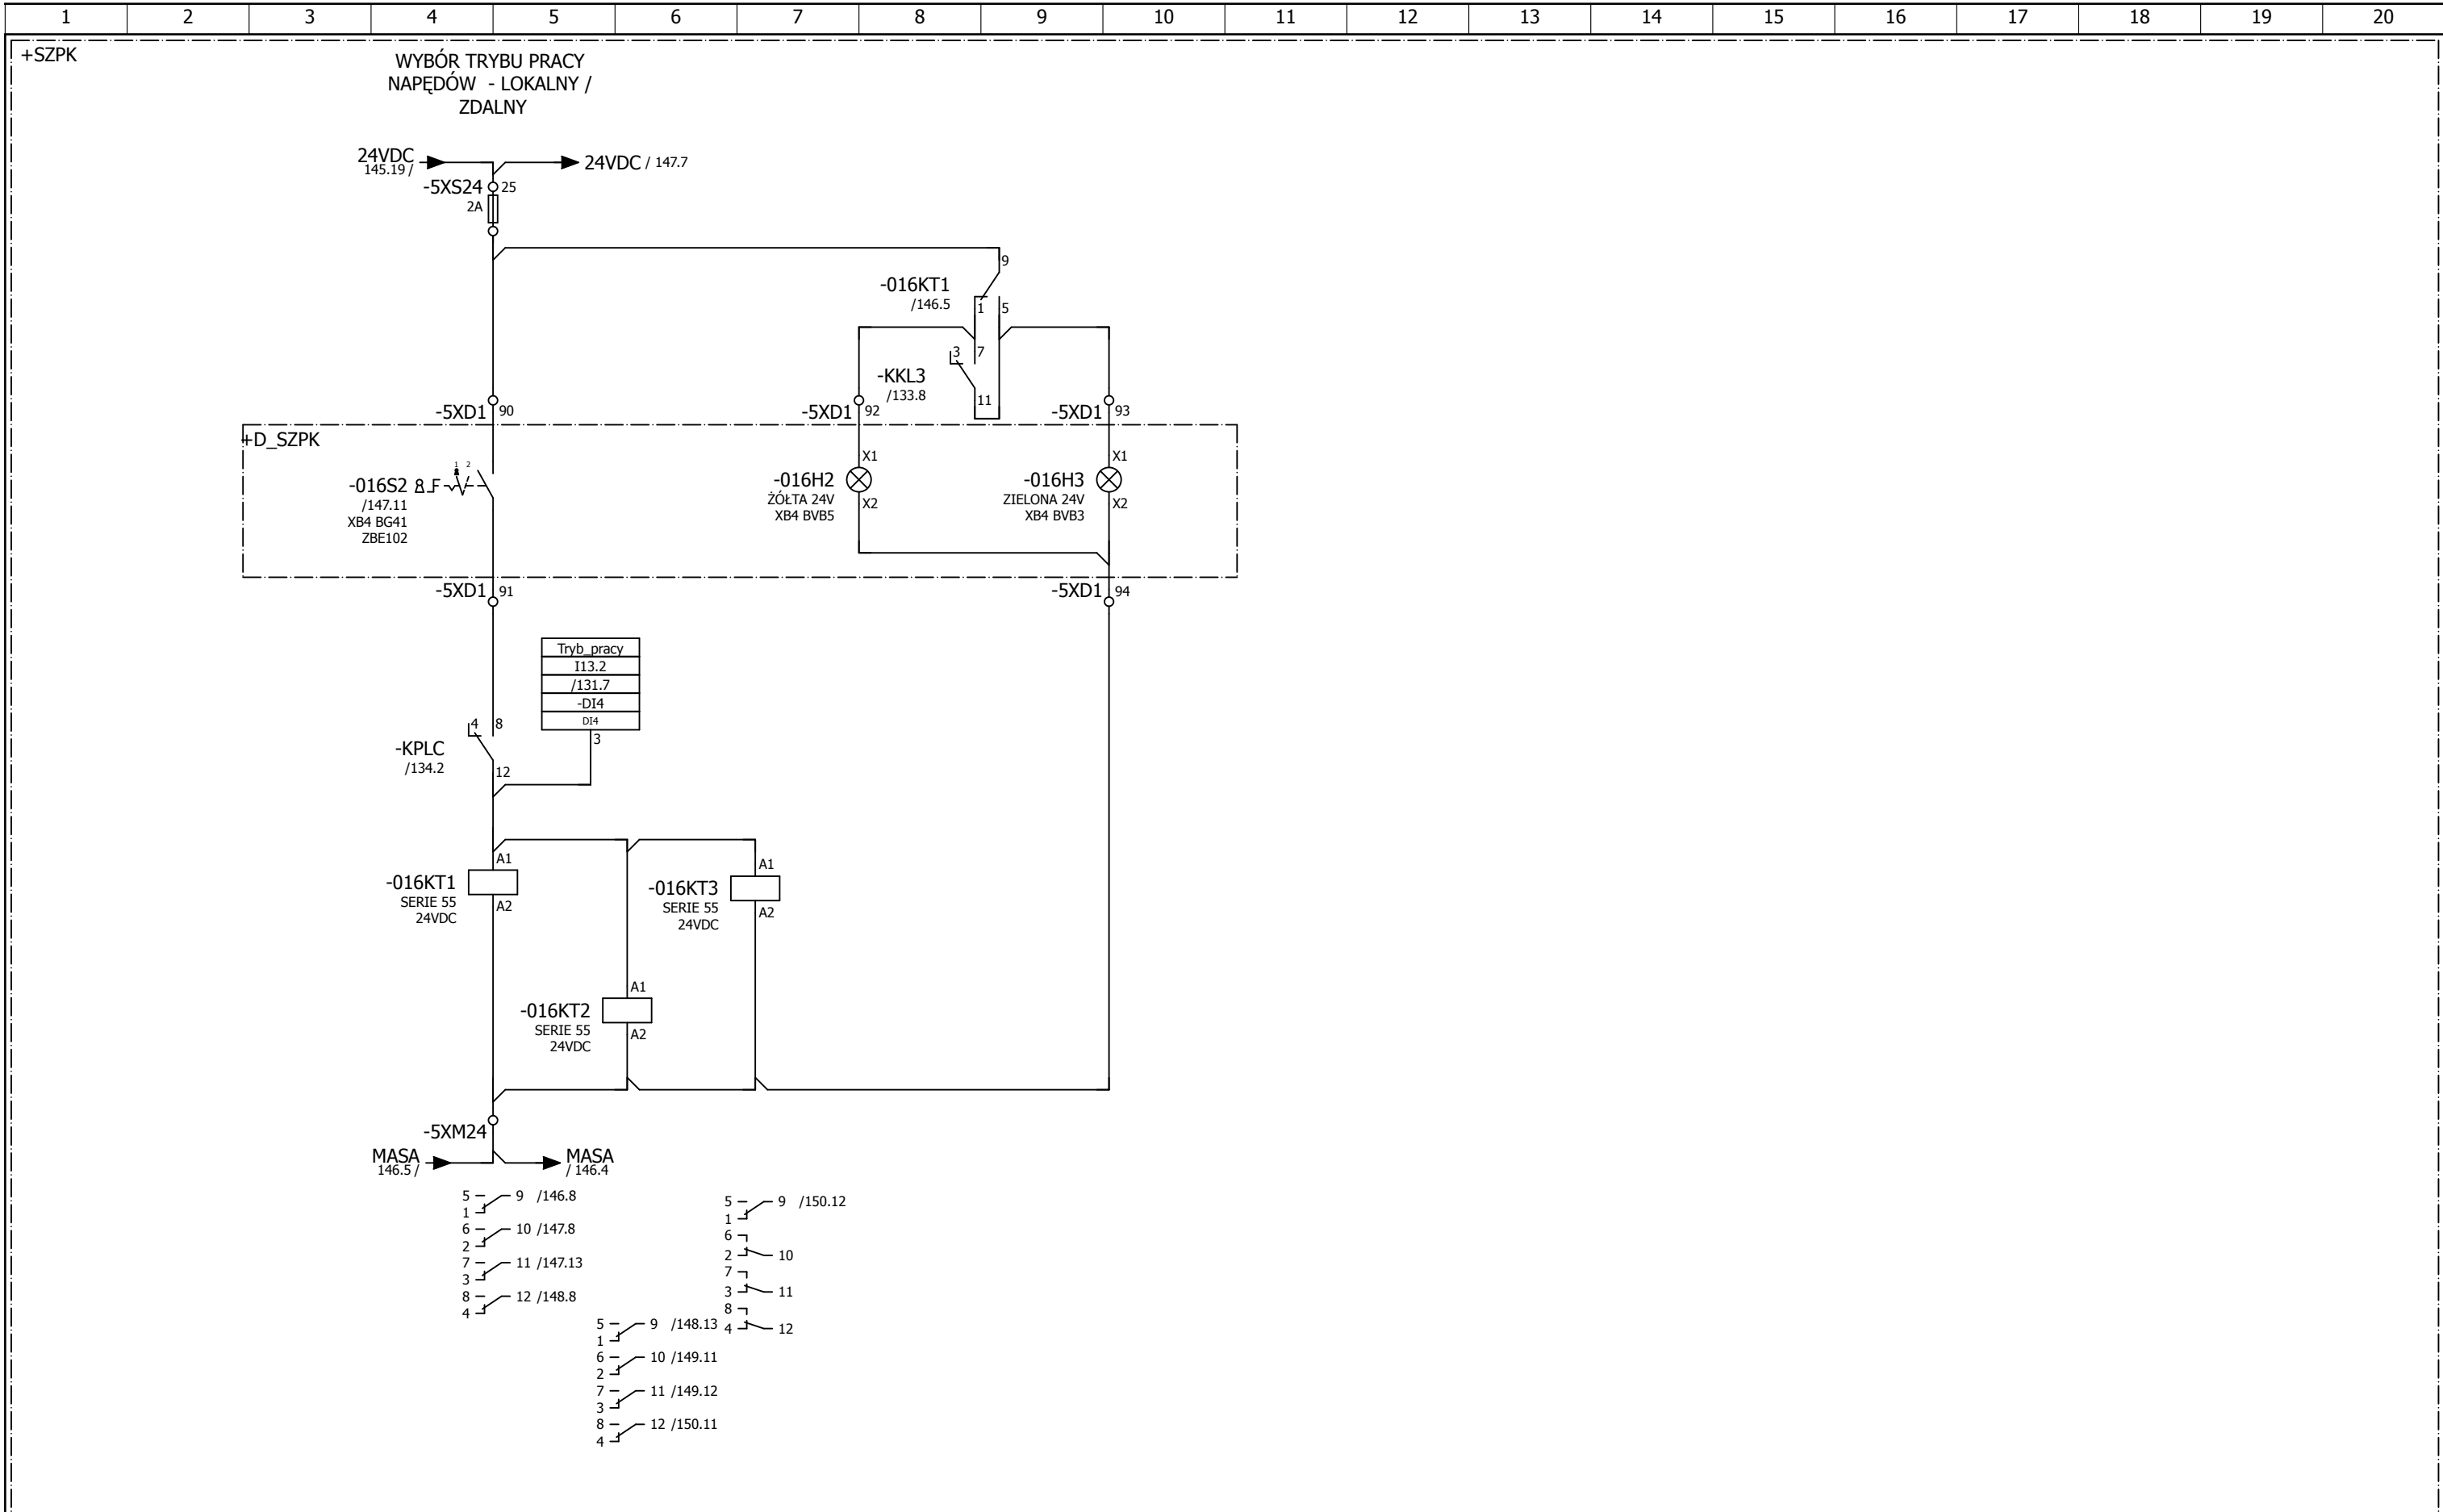 1 2 3 4 5 6 7 8 9 10 11 12 13 14 15 16 17 18 19 20
+SZPK
WYBÓR TRYBU PRACY
NAPĘDÓW - LOKALNY /
ZDALNY
24VDC
145.19 /
24VDC / 147.7
-5XS24 25
2A
9
-016KT1
/146.5
1 5
3 7
-KKL3
/133.8
11
-5XD1 90
-5XD1 92
-5XD1 93
+D_SZPK
1 2
-016S2
/147.11
XB4 BG41
ZBE102
X1
-016H2
ŻÓŁTA 24V
XB4 BVB5
X2
X1
-016H3
ZIELONA 24V
XB4 BVB3
X2
-5XD1 91
-5XD1 94
Tryb_pracy
I13.2
/131.7
-DI4
DI4
3
4 8
-KPLC
/134.2
12
A1
-016KT1
SERIE 55
24VDC
A2
A1
-016KT3
SERIE 55
24VDC
A2
A1
-016KT2
SERIE 55
24VDC
A2
-5XM24
MASA
146.5 /
MASA
/ 146.4
5 9 /146.8
1
6 10 /147.8
2
7 11 /147.13
3
8 12 /148.8
4
5 9 /150.12
1
6
2 10
7
3 11
8
4 12
5 9 /148.13
1
6 10 /149.11
2
7 11 /149.12
3
8 12 /150.11
4